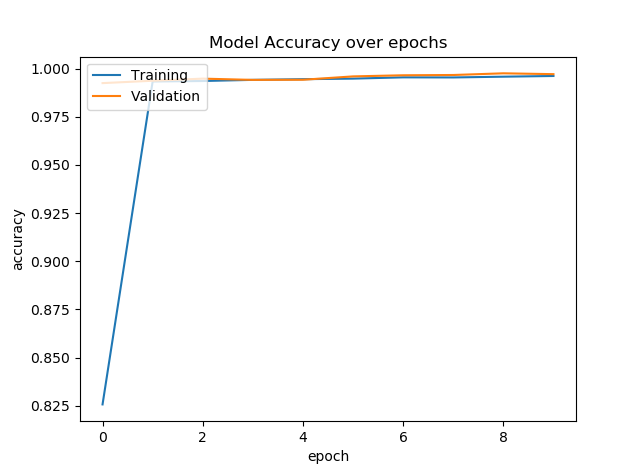 Model Accuracy over epochs
1.000
0.975
0.950
0.925
0.900
0.875
0.850
0.825
accuracy
Training
Validation
0 2 4 6 8
epoch